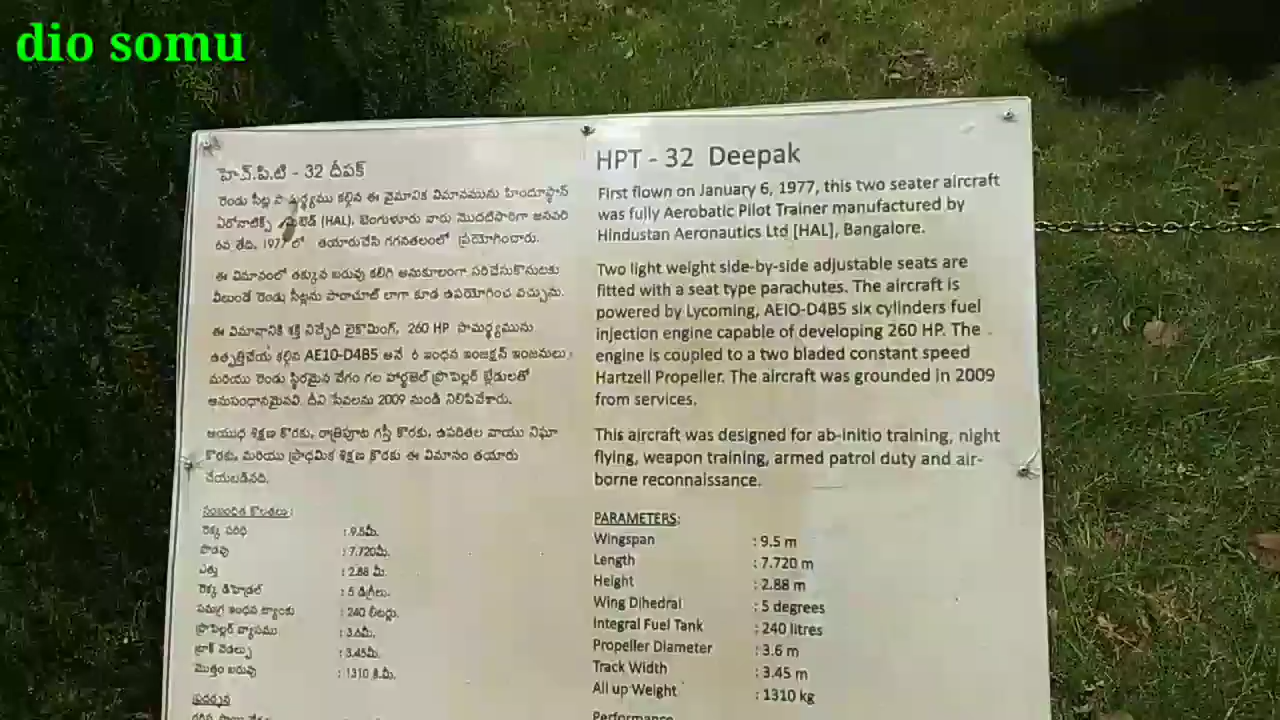 dio somu
హెచ్.పి.టి - 32 దీపక్
రెండు సీట్ల సామర్థ్యము కల్గిన ఈ వైమానిక విమానమును హిందూస్థాన్
ఏరోనాటిక్స్ (HAL), బెంగుళూరు వారు మొదటిసారిగా జనవరి
6వ తేది, 1977 లో తయారుచేసి గగనతలంలో ప్రయోగించారు.
ఈ విమానంలో తక్కువ బరువు కలిగి అనుకూలంగా సరిచేసుకొనుటకు
వీలుండే రెండు సీట్లను పారాచూట్ లాగా కూడ ఉపయోగించ వచ్చును.
ఈ విమానానికి శక్తి నిచ్చేది లైకొమింగ్, 260 HP సామర్థ్యమును
ఉత్పత్తిచేయ కల్గిన AE10-D4B5 అనే 6 ఇంధన ఇంజక్షన్ ఇంజనులు
మరియు రెండు స్థిరమైన వేగం గల హార్టజెల్ ప్రొపెల్లర్ బ్లేడులతో
అనుసంధానమైనవి. దీని సేవలను 2009 నుండి నిలిపివేశారు.
ఆయుధ శిక్షణ కొరకు, రాత్రిపూట గస్తీ కొరకు, ఉపరితల వాయు నిఘా
కొరకు, మరియు ప్రాధమిక శిక్షణ కొరకు ఈ విమానం తయారు
చేయబడినది.
సంబంధిత కొలతలు :
రెక్క పరిధి : 9.5మీ.
పొడవు : 7.720మీ.
ఎత్తు : 2.88 మీ.
రెక్క డిహెడ్రల్ : 5 డిగ్రీలు.
సమగ్ర ఇంధన ట్యాంకు : 240 లీటర్లు.
ప్రొపెల్లర్ వ్యాసము : 3.6మీ.
ట్రాక్ వెడల్పు : 3.45మీ.
మొత్తం బరువు : 1310 కి.మీ.
ప్రదర్శన
HPT - 32 Deepak
First flown on January 6, 1977, this two seater aircraft
was fully Aerobatic Pilot Trainer manufactured by
Hindustan Aeronautics Ltd [HAL], Bangalore.
Two light weight side-by-side adjustable seats are
fitted with a seat type parachutes. The aircraft is
powered by Lycoming, AEIO-D4B5 six cylinders fuel
injection engine capable of developing 260 HP. The
engine is coupled to a two bladed constant speed
Hartzell Propeller. The aircraft was grounded in 2009
from services.
This aircraft was designed for ab-initio training, night
flying, weapon training, armed patrol duty and air-
borne reconnaissance.
PARAMETERS:
Wingspan : 9.5 m
Length : 7.720 m
Height : 2.88 m
Wing Dihedral : 5 degrees
Integral Fuel Tank : 240 litres
Propeller Diameter : 3.6 m
Track Width : 3.45 m
All up Weight : 1310 kg
Performance